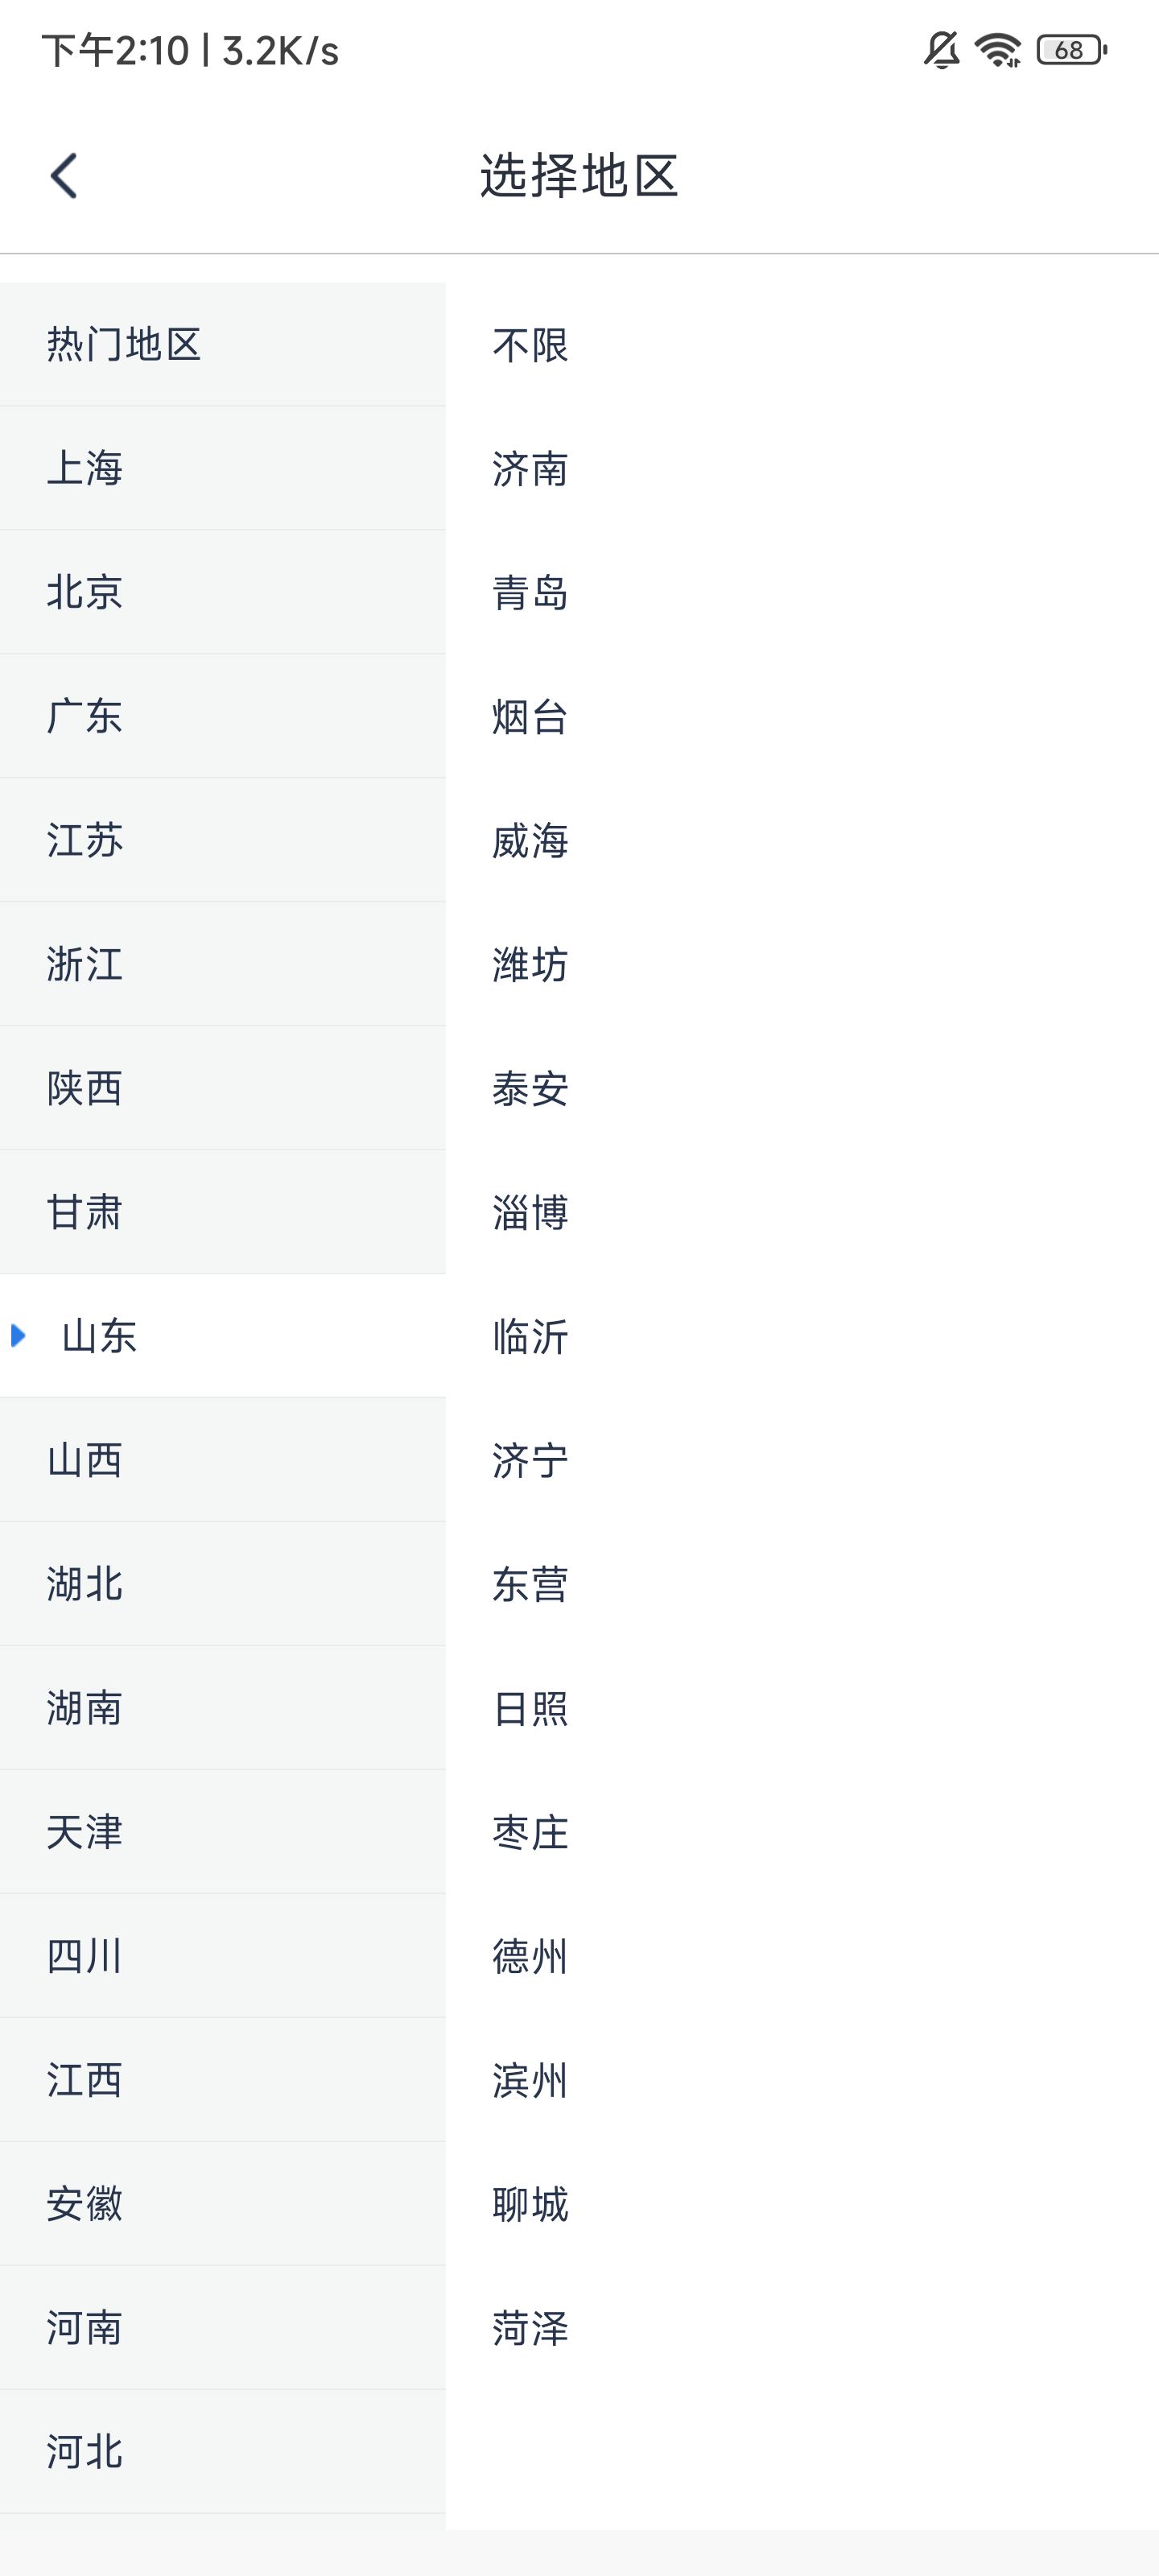 下午2:10 | 3.2K/s
68
选择地区
热门地区
不限
上海
济南
北京
青岛
广东
烟台
江苏
威海
浙江
潍坊
陕西
泰安
甘肃
淄博
山东
临沂
山西
济宁
湖北
东营
湖南
日照
天津
枣庄
四川
德州
江西
滨州
安徽
聊城
河南
菏泽
河北